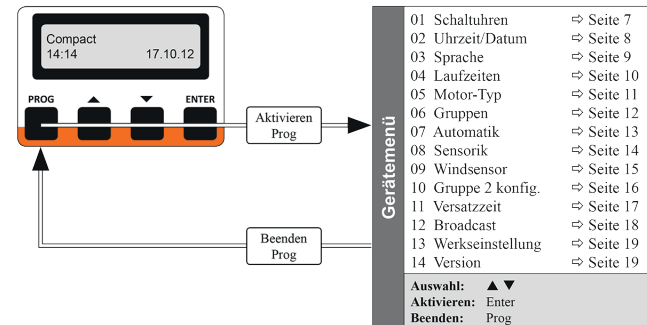 Compact
14:14 17.10.12
PROG ▲ ▼ ENTER
Aktivieren
Prog
Beenden
Prog
Gerätemenü
01 Schaltuhren ⇨ Seite 7
02 Uhrzeit/Datum ⇨ Seite 8
03 Sprache ⇨ Seite 9
04 Laufzeiten ⇨ Seite 10
05 Motor-Typ ⇨ Seite 11
06 Gruppen ⇨ Seite 12
07 Automatik ⇨ Seite 13
08 Sensorik ⇨ Seite 14
09 Windsensor ⇨ Seite 15
10 Gruppe 2 konfig. ⇨ Seite 16
11 Versatzzeit ⇨ Seite 17
12 Broadcast ⇨ Seite 18
13 Werkseinstellung ⇨ Seite 19
14 Version ⇨ Seite 19
Auswahl: ▲ ▼
Aktivieren: Enter
Beenden: Prog